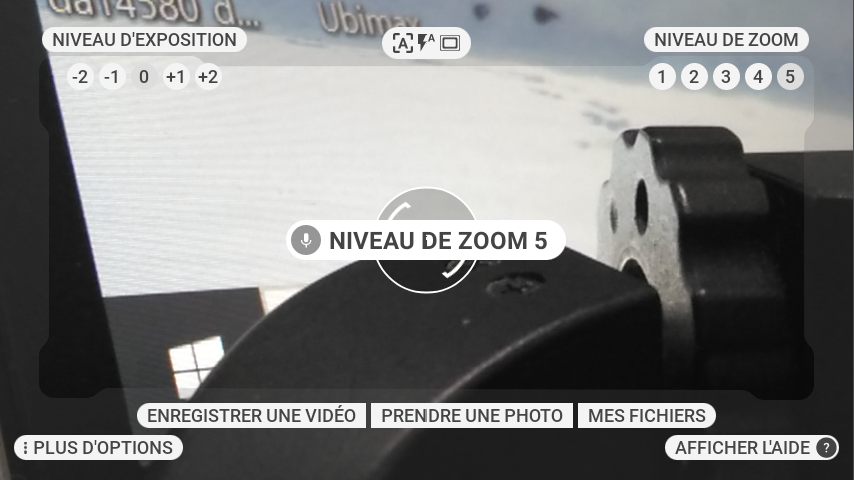 da14580 d...
Ubimax
NIVEAU D'EXPOSITION
A A
NIVEAU DE ZOOM
-2 -1 0 +1 +2
1 2 3 4 5
NIVEAU DE ZOOM 5
ENREGISTRER UNE VIDÉO
PRENDRE UNE PHOTO
MES FICHIERS
PLUS D'OPTIONS
AFFICHER L'AIDE ?